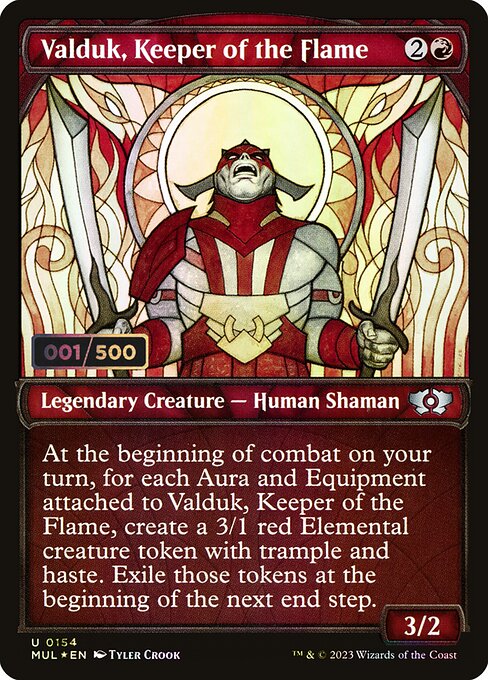 Valduk, Keeper of the Flame 2
001/500
Legendary Creature — Human Shaman
At the beginning of combat on your
turn, for each Aura and Equipment
attached to Valduk, Keeper of the
Flame, create a 3/1 red Elemental
creature token with trample and
haste. Exile those tokens at the
beginning of the next end step.
3/2
U 0154
MUL★EN Tyler Crook
™ & © 2023 Wizards of the Coast